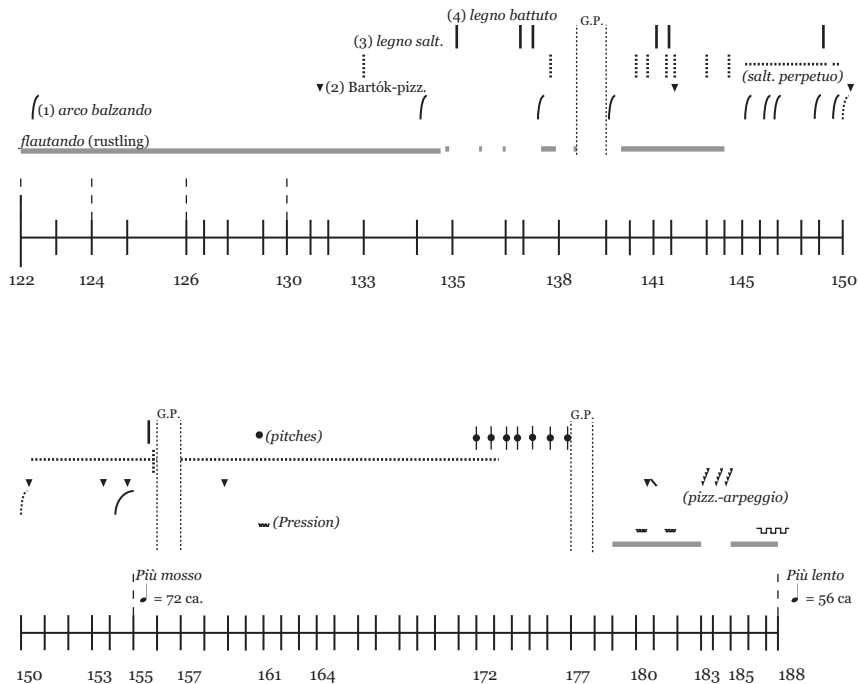 (4) legno battuto
G.P.
(3) legno salt.
(salt. perpetuo)
(2) Bartók-pizz.
(1) arco balzando
flautando (rustling)
122 124 126 130 133 135 138 141 145 150
G.P. G.P.
(pitches)
(pizz.-arpeggio)
(Pression)
Più mosso Più lento
= 72 ca. = 56 ca
150 153 155 157 161 164 172 177 180 183 185 188